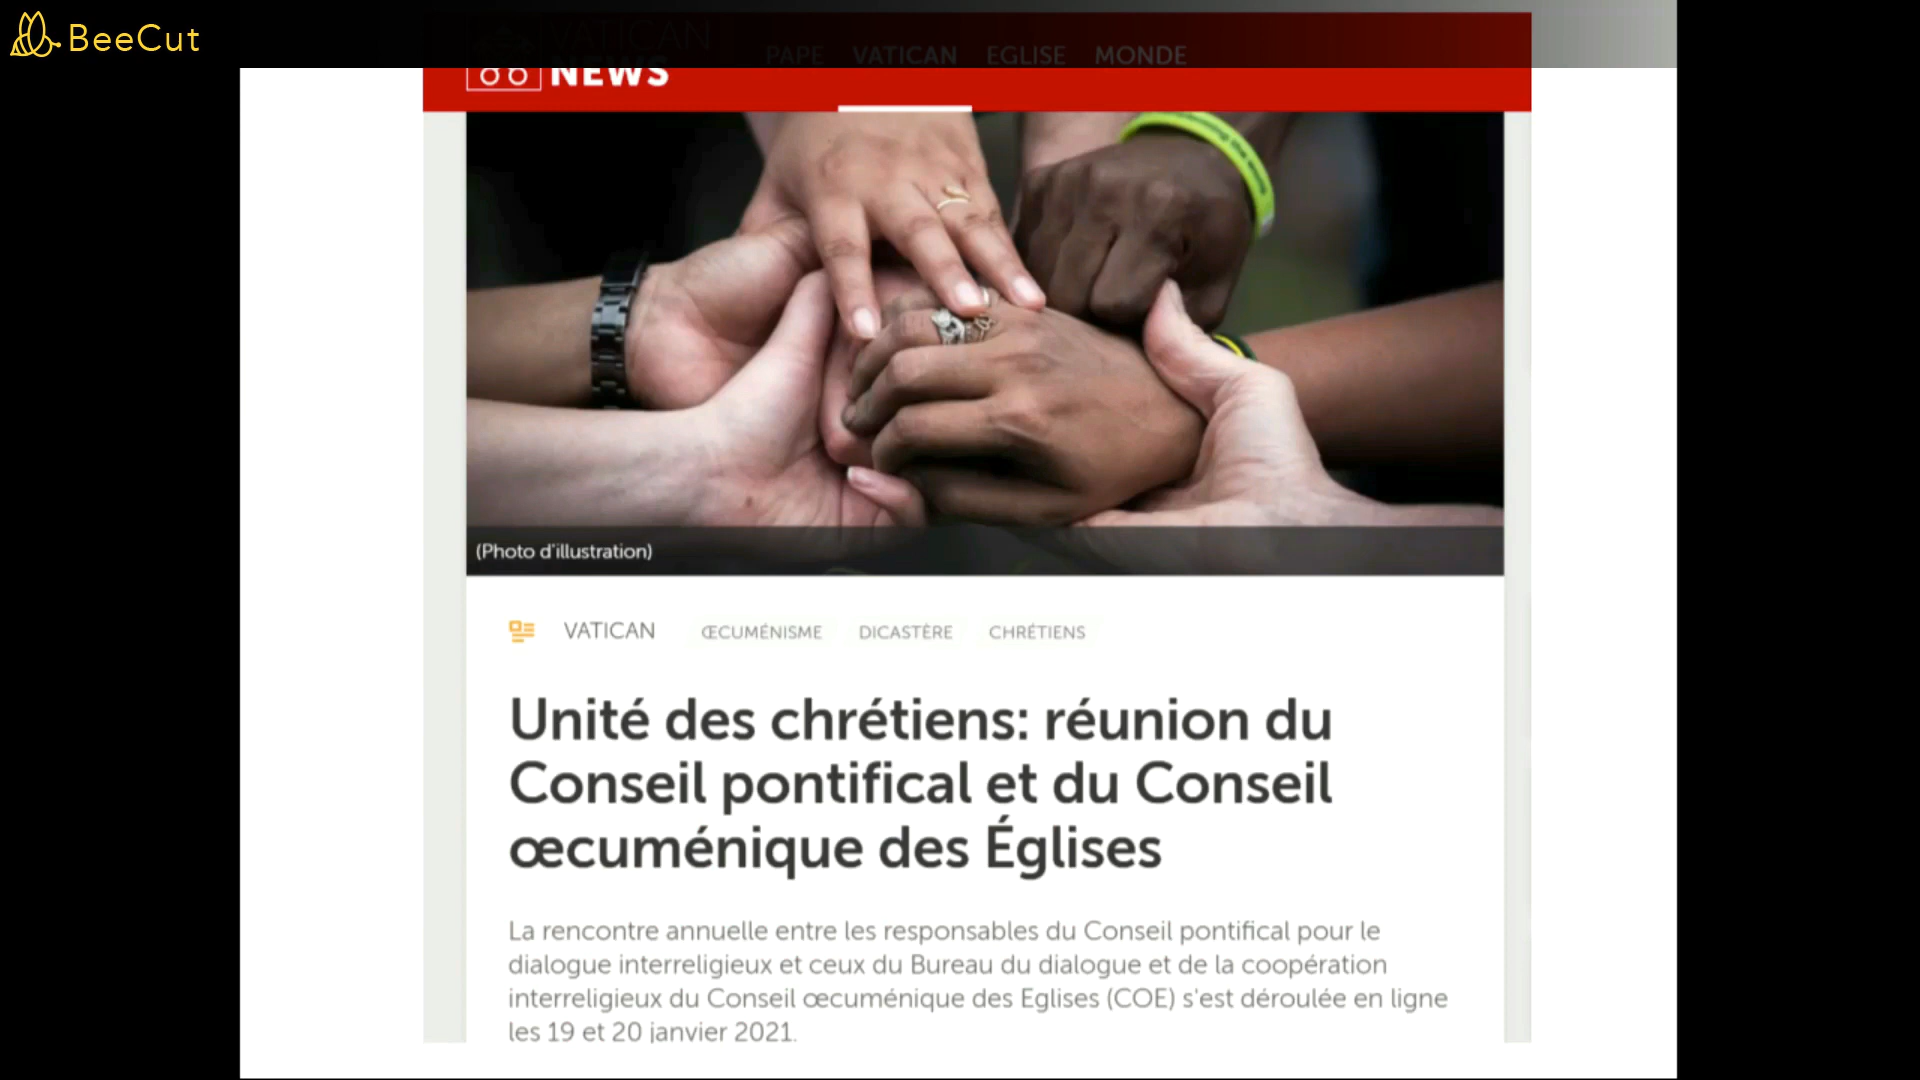 BeeCut
VATICAN
NEWS
PAPE VATICAN EGLISE MONDE
(Photo d'illustration)
VATICAN ŒCUMÉNISME DICASTÈRE CHRÉTIENS
Unité des chrétiens: réunion du
Conseil pontifical et du Conseil
œcuménique des Églises
La rencontre annuelle entre les responsables du Conseil pontifical pour le
dialogue interreligieux et ceux du Bureau du dialogue et de la coopération
interreligieux du Conseil œcuménique des Eglises (COE) s'est déroulée en ligne
les 19 et 20 janvier 2021.